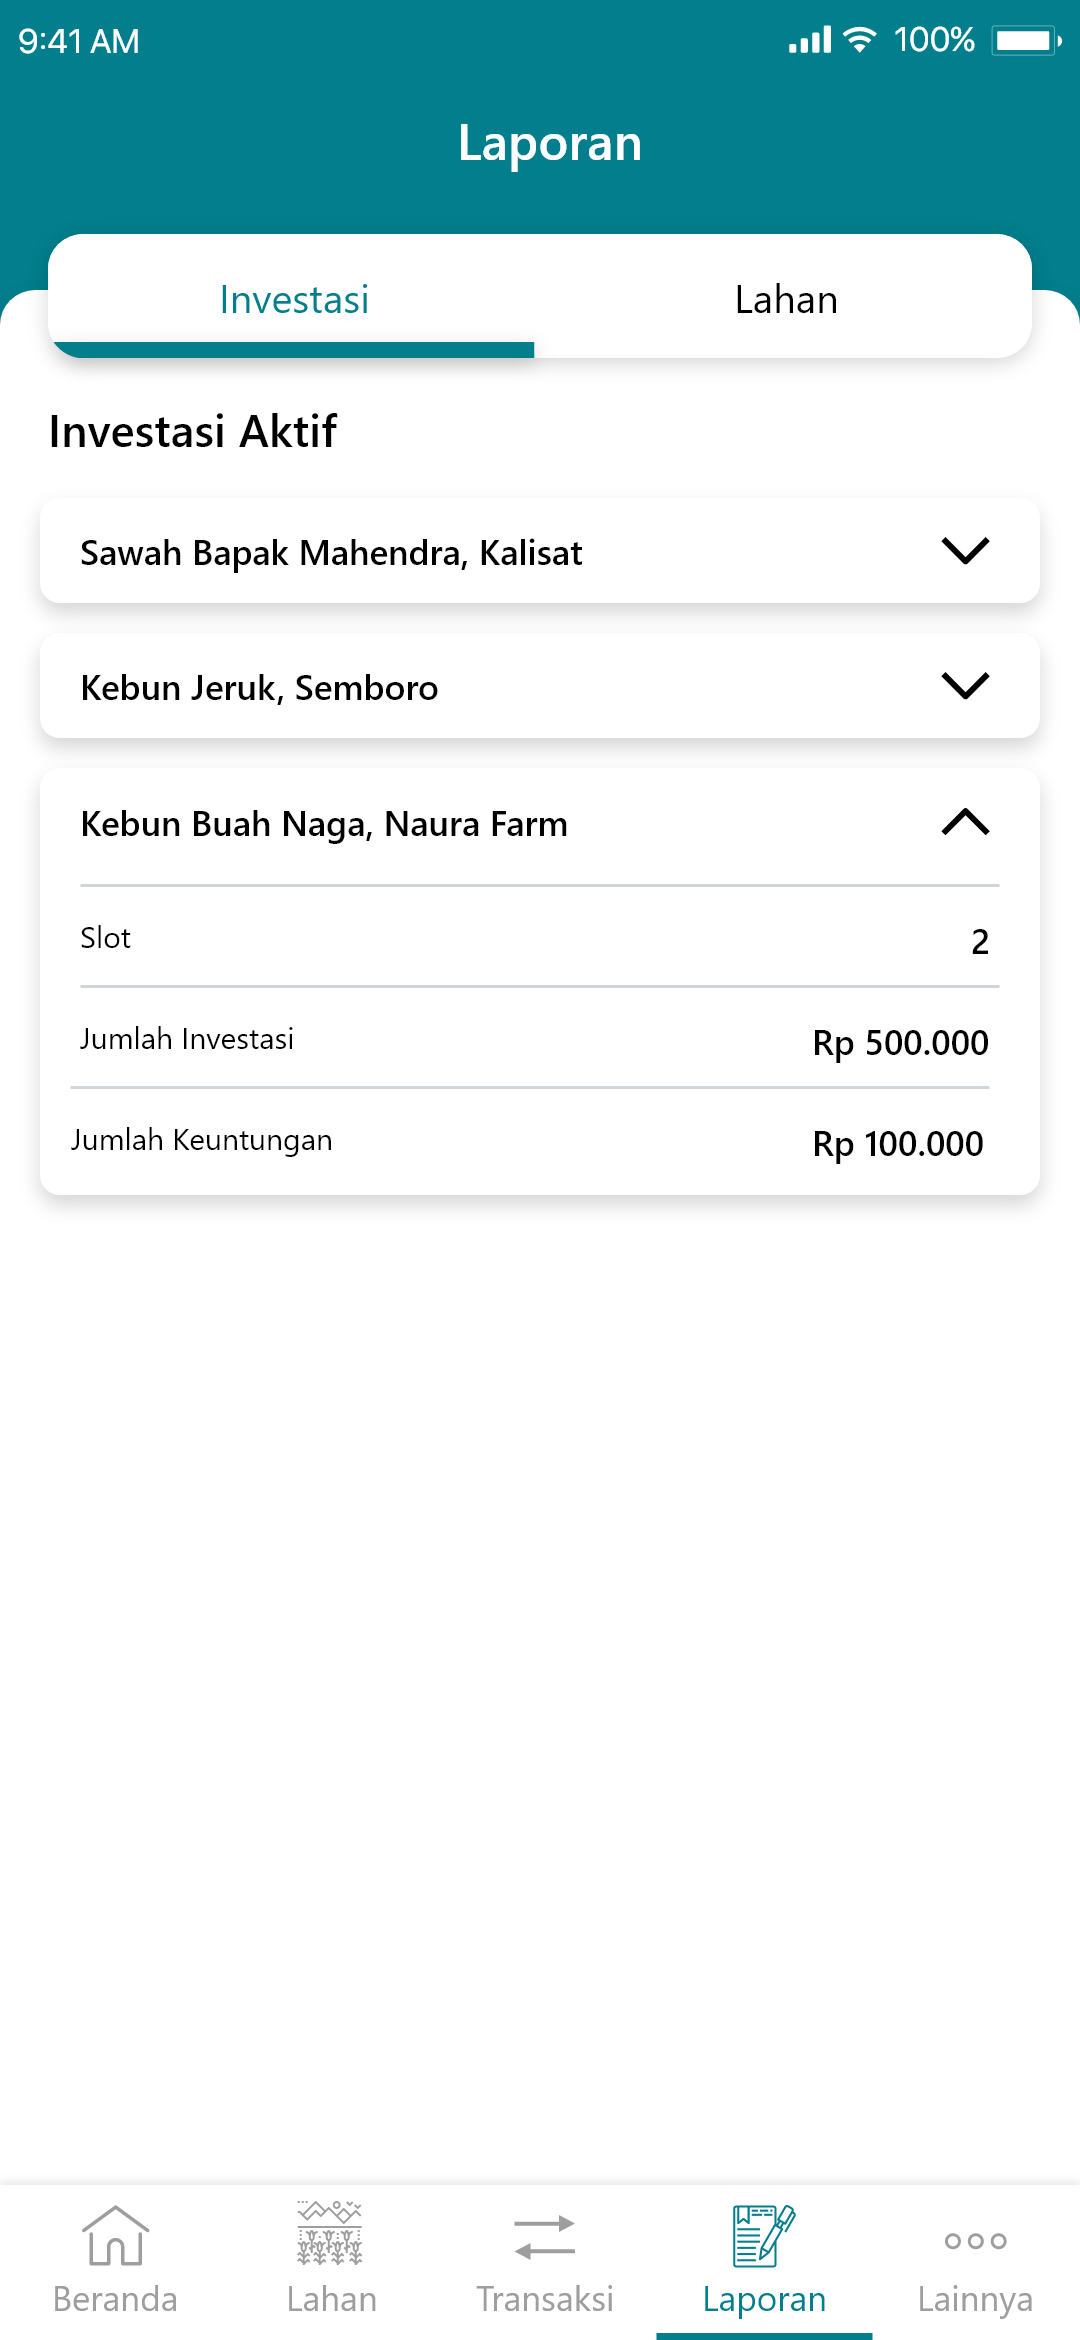 9:41 AM 100%
Laporan
Investasi Lahan
Investasi Aktif
Sawah Bapak Mahendra, Kalisat
Kebun Jeruk, Semboro
Kebun Buah Naga, Naura Farm
Slot 2
Jumlah Investasi Rp 500.000
Jumlah Keuntungan Rp 100.000
Beranda Lahan Transaksi Laporan Lainnya